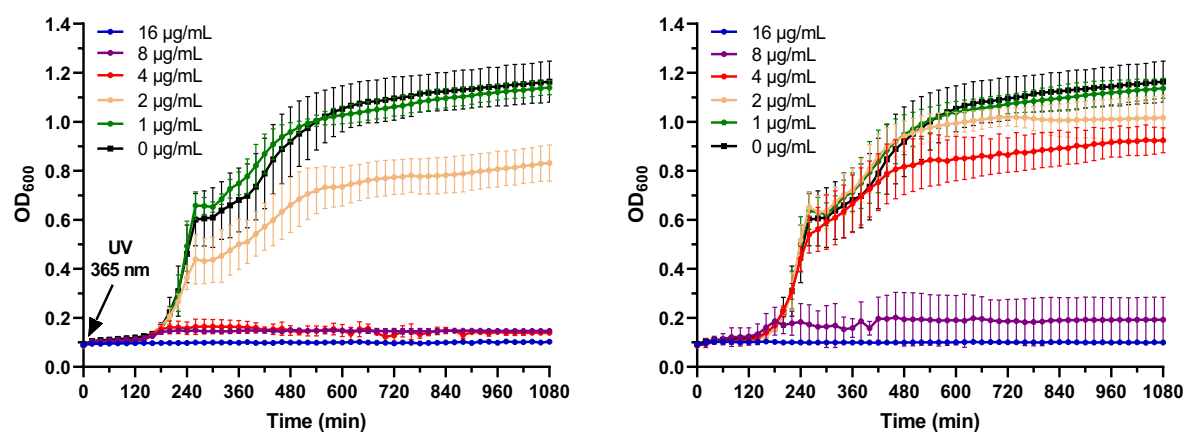 1.4
1.2
1.0
0.8
0.6
0.4
0.2
0.0
OD600
16 µg/mL
8 µg/mL
4 µg/mL
2 µg/mL
1 µg/mL
0 µg/mL
UV
365 nm
0 120 240 360 480 600 720 840 960 1080
Time (min)
1.4
1.2
1.0
0.8
0.6
0.4
0.2
0.0
OD600
16 µg/mL
8 µg/mL
4 µg/mL
2 µg/mL
1 µg/mL
0 µg/mL
0 120 240 360 480 600 720 840 960 1080
Time (min)